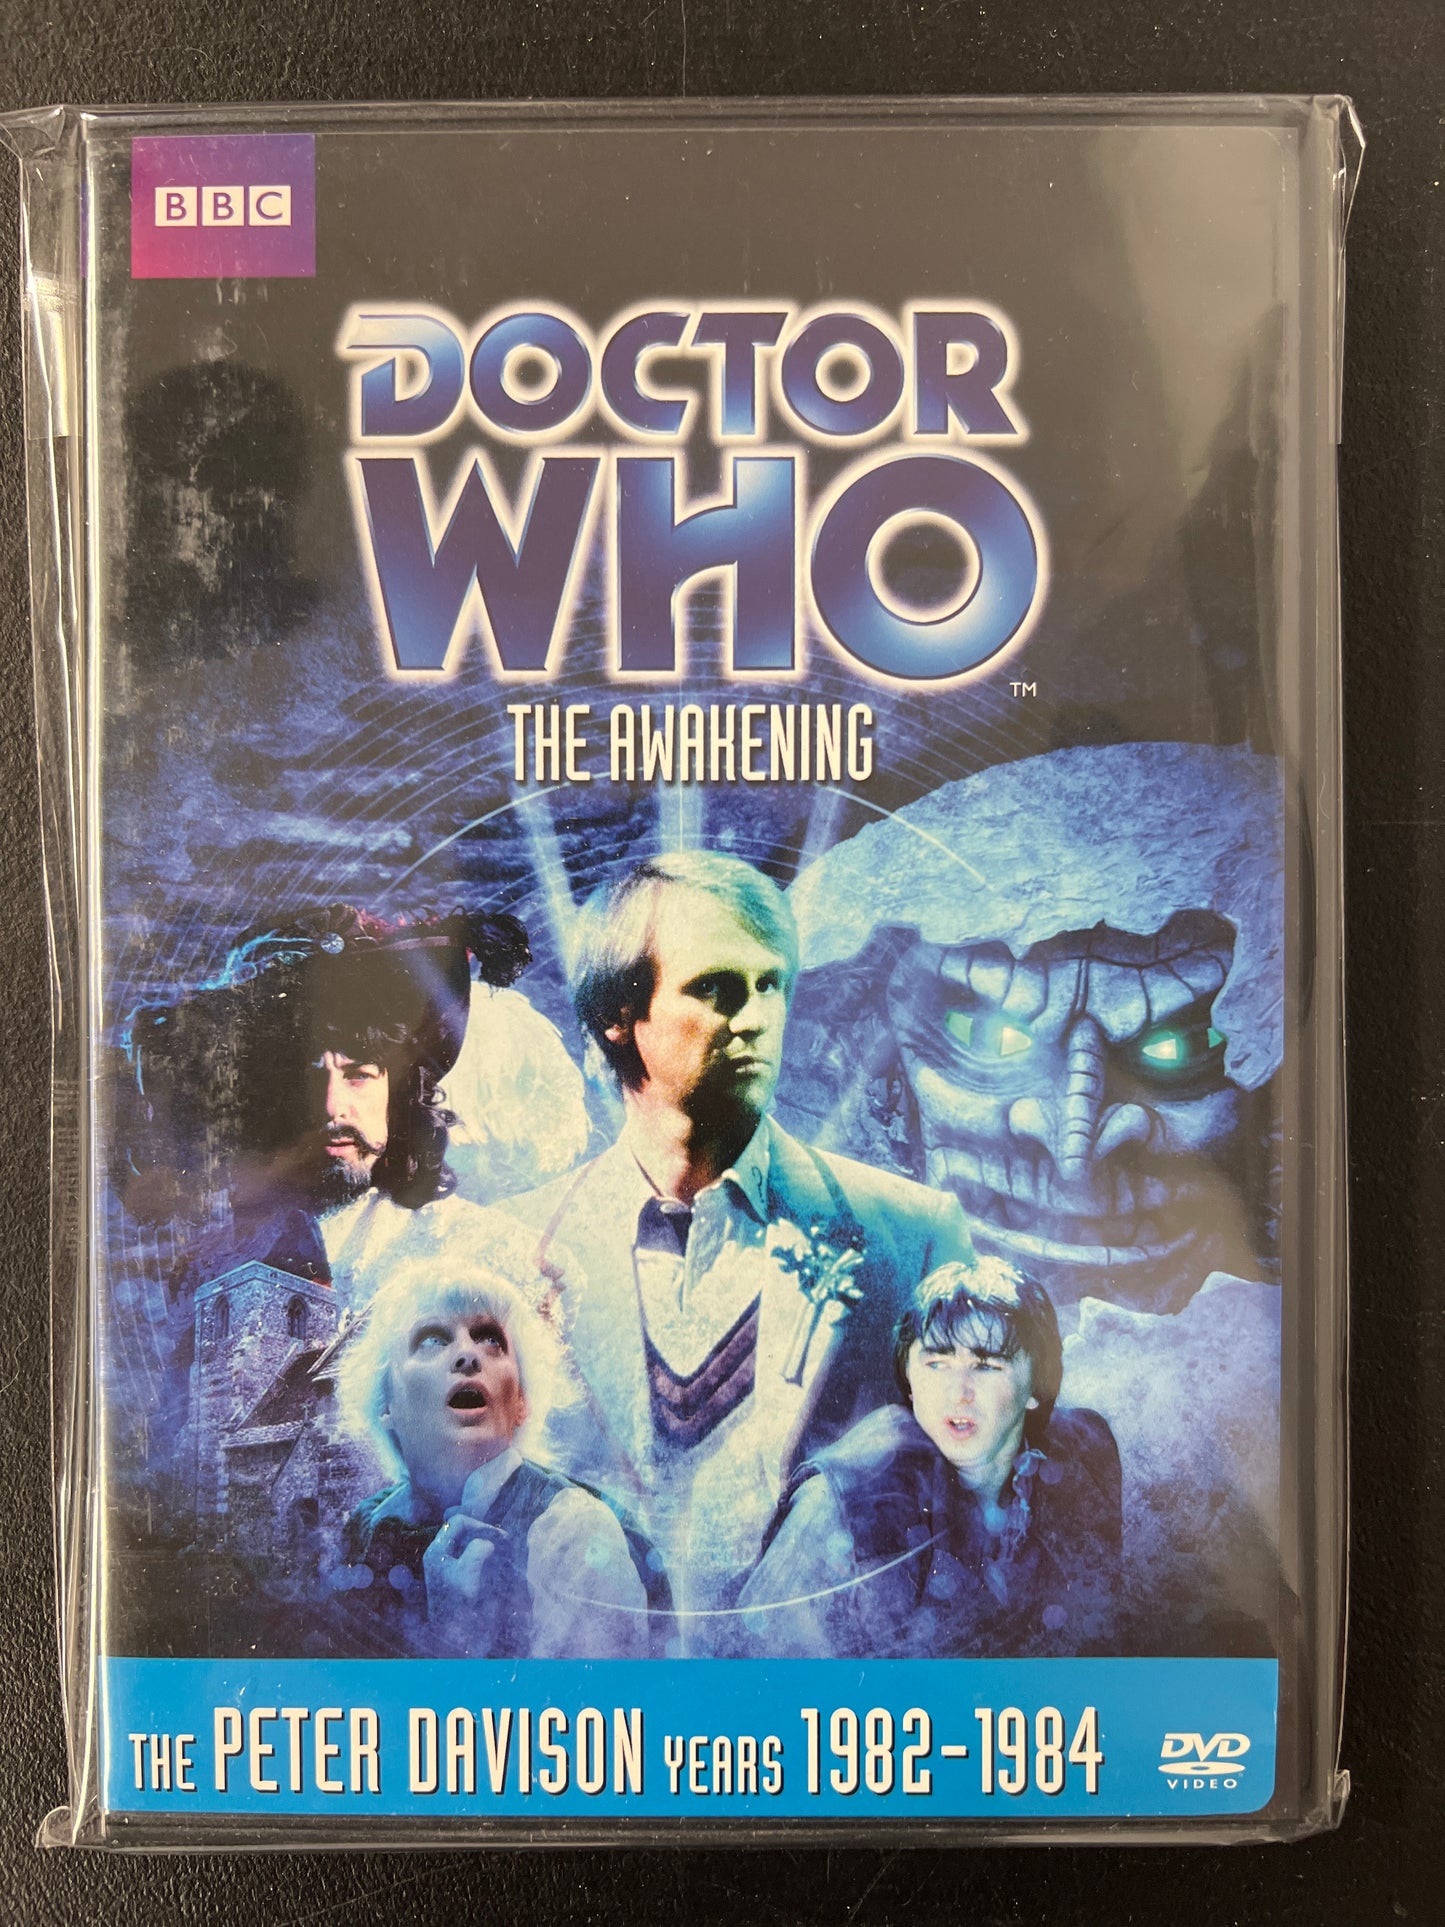 BBC
DOCTOR
WHO
TM
THE AWAKENING
THE PETER DAVISON YEARS 1982-1984
DVD
VIDEO